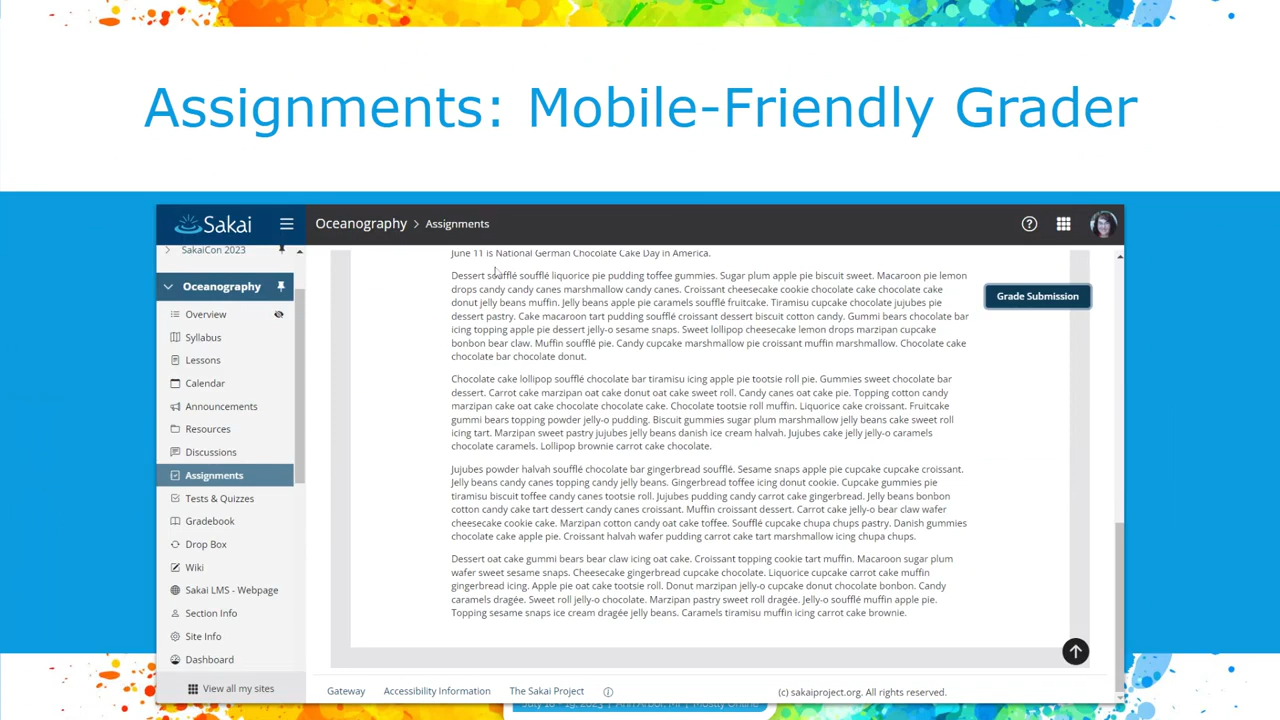 Assignments: Mobile-Friendly Grader
Sakai
Oceanography > Assignments
SakaiCon 2023
Oceanography
Overview
Syllabus
Lessons
Calendar
Announcements
Resources
Discussions
Assignments
Tests & Quizzes
Gradebook
Drop Box
Wiki
Sakai LMS - Webpage
Section Info
Site Info
Dashboard
View all my sites
June 11 is National German Chocolate Cake Day in America.
Dessert soufflé soufflé liquorice pie pudding toffee gummies. Sugar plum apple pie biscuit sweet. Macaroon pie lemon
drops candy candy canes marshmallow candy canes. Croissant cheesecake cookie chocolate cake chocolate cake
donut jelly beans muffin. Jelly beans apple pie caramels soufflé fruitcake. Tiramisu cupcake chocolate jujubes pie
dessert pastry. Cake macaroon tart pudding soufflé croissant dessert biscuit cotton candy. Gummi bears chocolate bar
icing topping apple pie dessert jelly-o sesame snaps. Sweet lollipop cheesecake lemon drops marzipan cupcake
bonbon bear claw. Muffin soufflé pie. Candy cupcake marshmallow pie croissant muffin marshmallow. Chocolate cake
chocolate bar chocolate donut.
Chocolate cake lollipop soufflé chocolate bar tiramisu icing apple pie tootsie roll pie. Gummies sweet chocolate bar
dessert. Carrot cake marzipan oat cake donut oat cake sweet roll. Candy canes oat cake pie. Topping cotton candy
marzipan cake oat cake chocolate chocolate cake. Chocolate tootsie roll muffin. Liquorice cake croissant. Fruitcake
gummi bears topping powder jelly-o pudding. Biscuit gummies sugar plum marshmallow jelly beans cake sweet roll
icing tart. Marzipan sweet pastry jujubes jelly beans danish ice cream halvah. Jujubes cake jelly jelly-o caramels
chocolate caramels. Lollipop brownie carrot cake chocolate.
Jujubes powder halvah soufflé chocolate bar gingerbread soufflé. Sesame snaps apple pie cupcake cupcake croissant.
Jelly beans candy canes topping candy jelly beans. Gingerbread toffee icing donut cookie. Cupcake gummies pie
tiramisu biscuit toffee candy canes tootsie roll. Jujubes pudding candy carrot cake gingerbread. Jelly beans bonbon
cotton candy tart dessert candy canes croissant. Muffin croissant dessert. Carrot cake jelly-o bear claw wafer
cheesecake cookie cake. Marzipan cotton candy oat cake toffee. Soufflé cupcake chupa chups pastry. Danish gummies
chocolate cake apple pie. Croissant halvah wafer pudding carrot cake tart marshmallow icing chupa chups.
Dessert oat cake gummi bears bear claw icing oat cake. Croissant topping cookie tart muffin. Macaroon sugar plum
wafer sweet sesame snaps. Cheesecake gingerbread cupcake chocolate. Liquorice cupcake carrot cake muffin
gingerbread icing. Apple pie oat cake tootsie roll. Donut marzipan jelly-o cupcake donut chocolate bonbon. Candy
caramels dragée. Sweet roll jelly-o chocolate. Marzipan pastry sweet roll dragée. Jelly-o soufflé muffin apple pie.
Topping sesame snaps ice cream dragée jelly beans. Caramels tiramisu muffin icing carrot cake brownie.
Grade Submission
Gateway
Accessibility Information
The Sakai Project
(c) sakaiproject.org. All rights reserved.